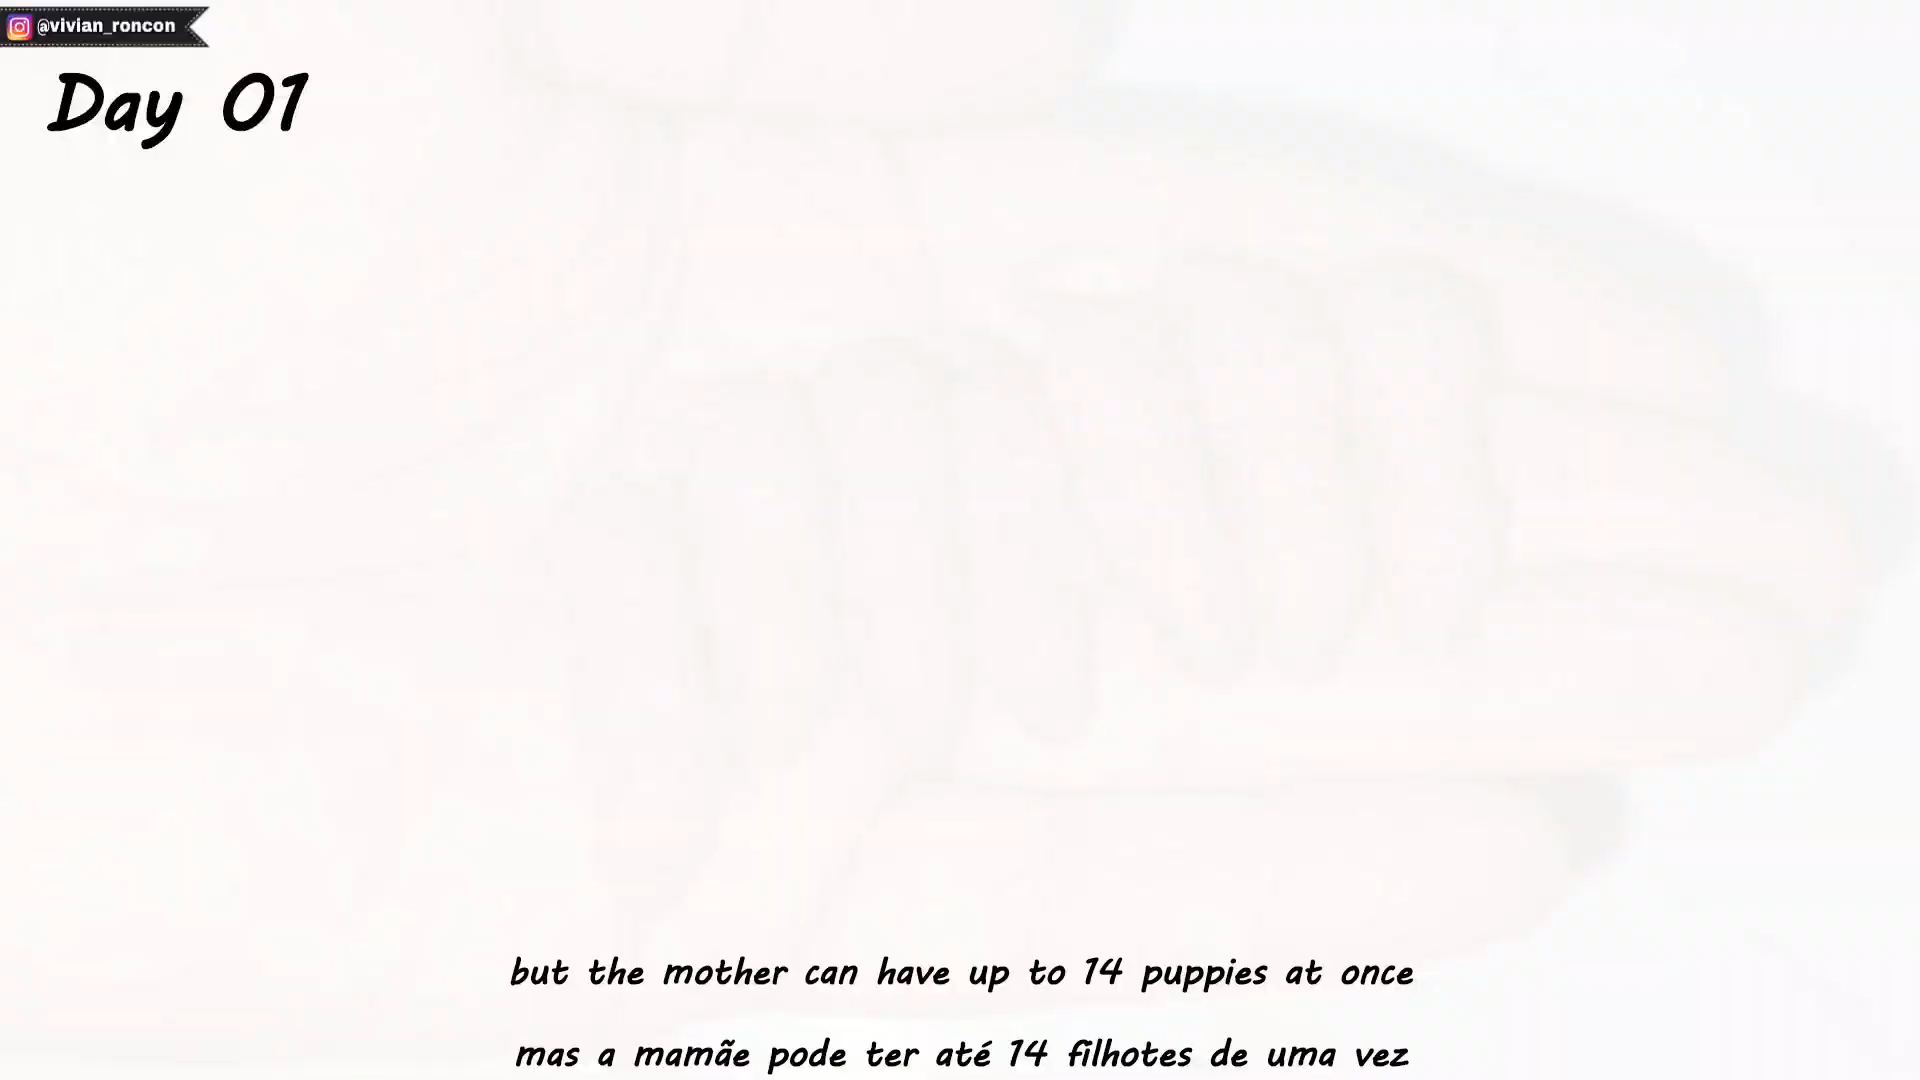 @vivian_roncon
Day 01
but the mother can have up to 14 puppies at once
mas a mamãe pode ter até 14 filhotes de uma vez